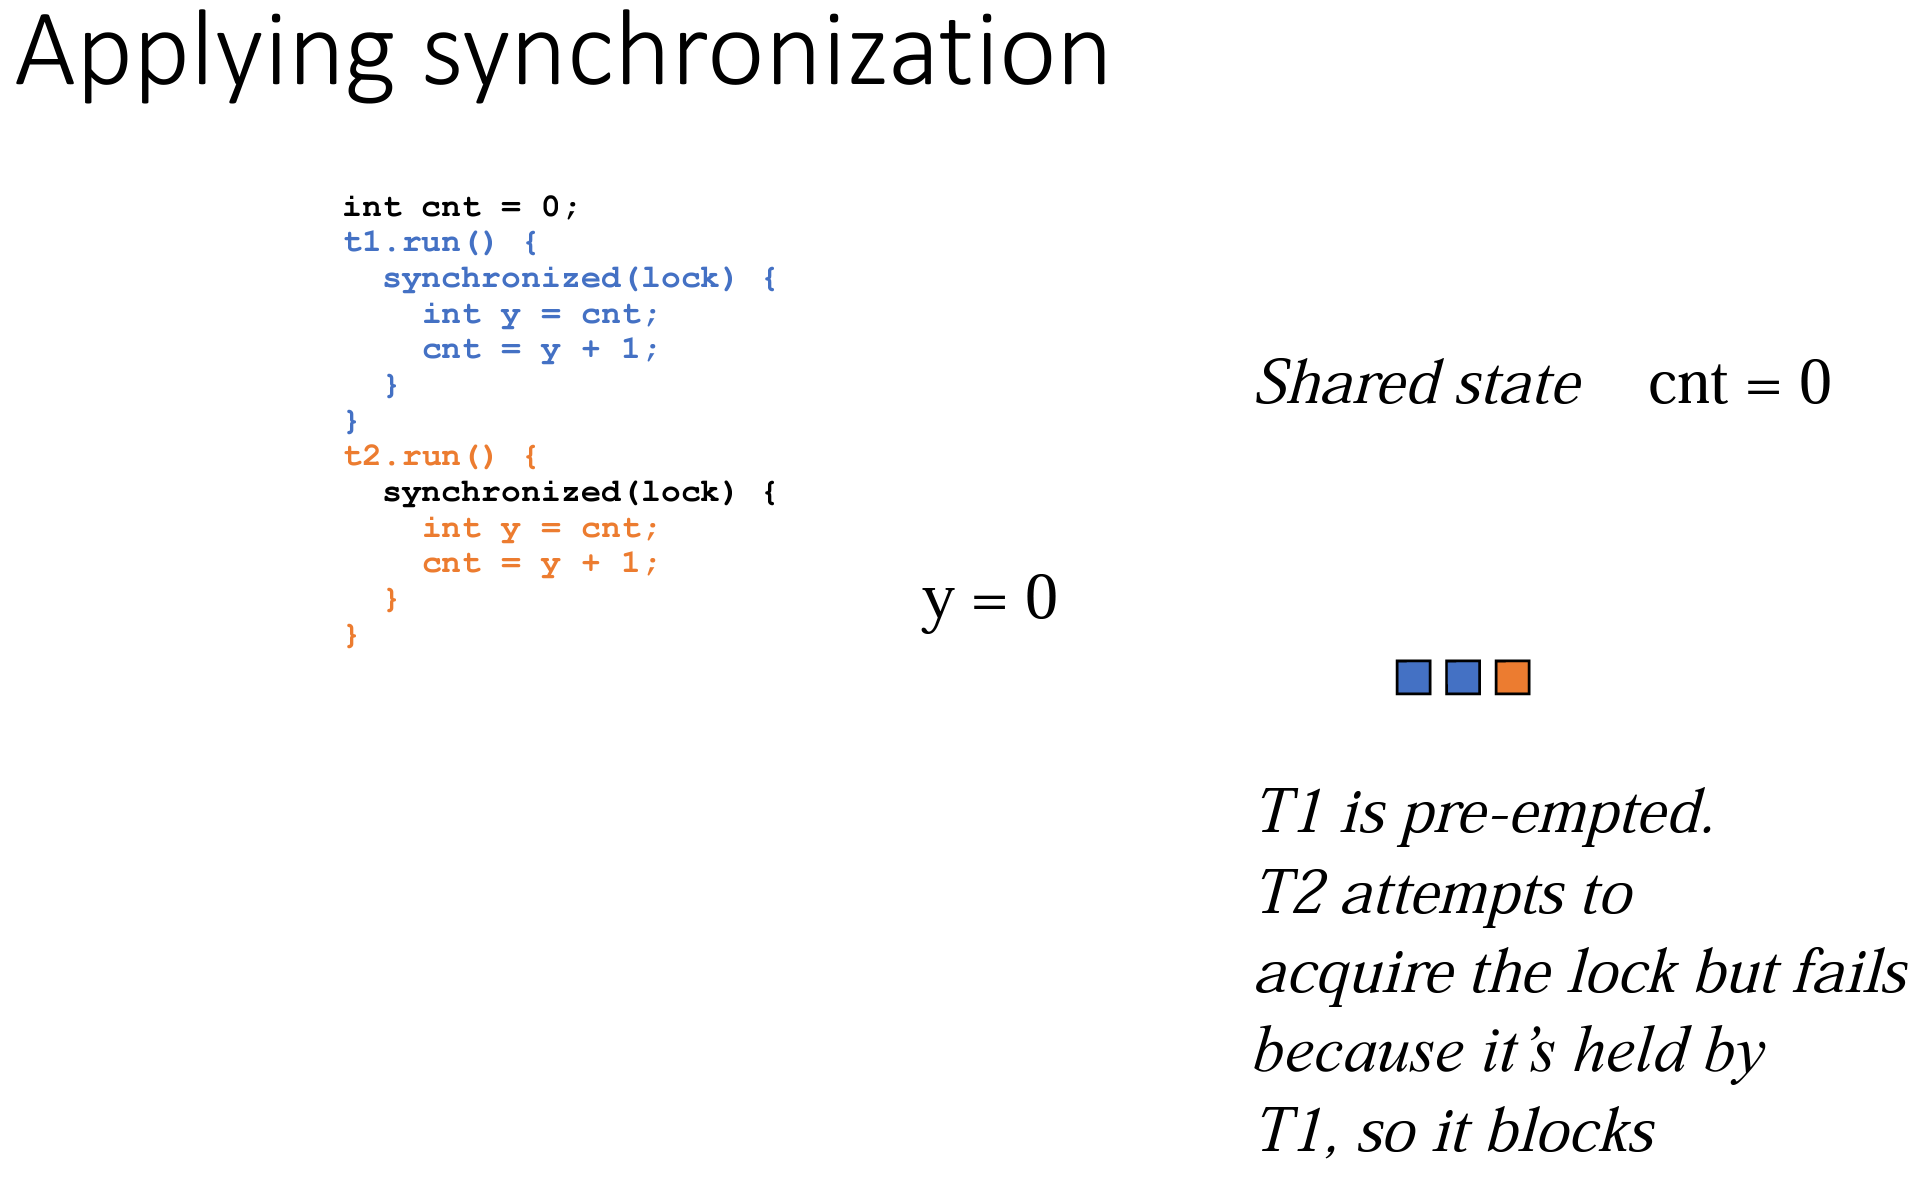 Applying synchronization
int cnt = 0;
t1.run() {
  synchronized(lock) {
    int y = cnt;
    cnt = y + 1;
  }
}
t2.run() {
  synchronized(lock) {
    int y = cnt;
    cnt = y + 1;
  }
}
Shared state cnt = 0
y = 0
T1 is pre-empted.
T2 attempts to
acquire the lock but fails
because it’s held by
T1, so it blocks